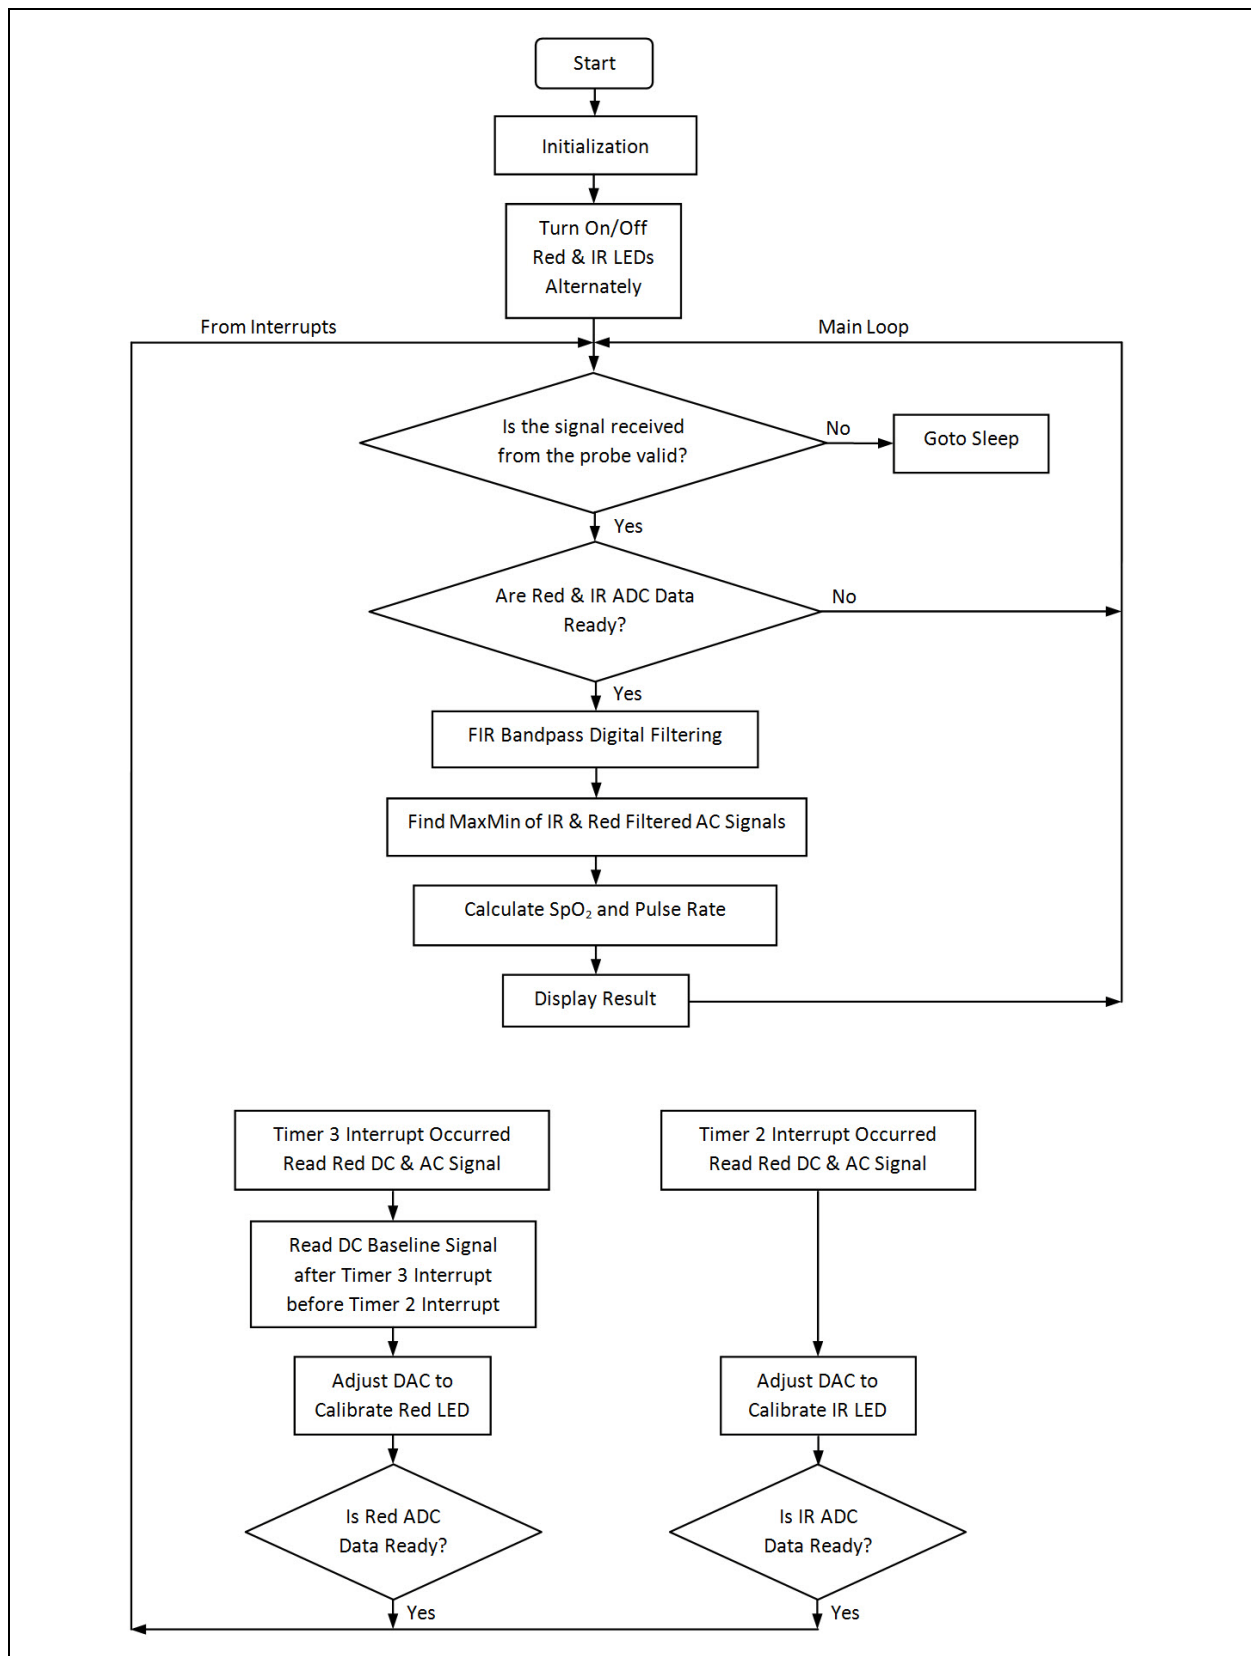 Start
Initialization
Turn On/Off
Red & IR LEDs
Alternately
From Interrupts
Main Loop
Is the signal received
from the probe valid?
No
Goto Sleep
Yes
Are Red & IR ADC Data
Ready?
No
Yes
FIR Bandpass Digital Filtering
Find MaxMin of IR & Red Filtered AC Signals
Calculate SpO₂ and Pulse Rate
Display Result
Timer 3 Interrupt Occurred
Read Red DC & AC Signal
Read DC Baseline Signal
after Timer 3 Interrupt
before Timer 2 Interrupt
Adjust DAC to
Calibrate Red LED
Is Red ADC
Data Ready?
Yes
Timer 2 Interrupt Occurred
Read Red DC & AC Signal
Adjust DAC to
Calibrate IR LED
Is IR ADC
Data Ready?
Yes